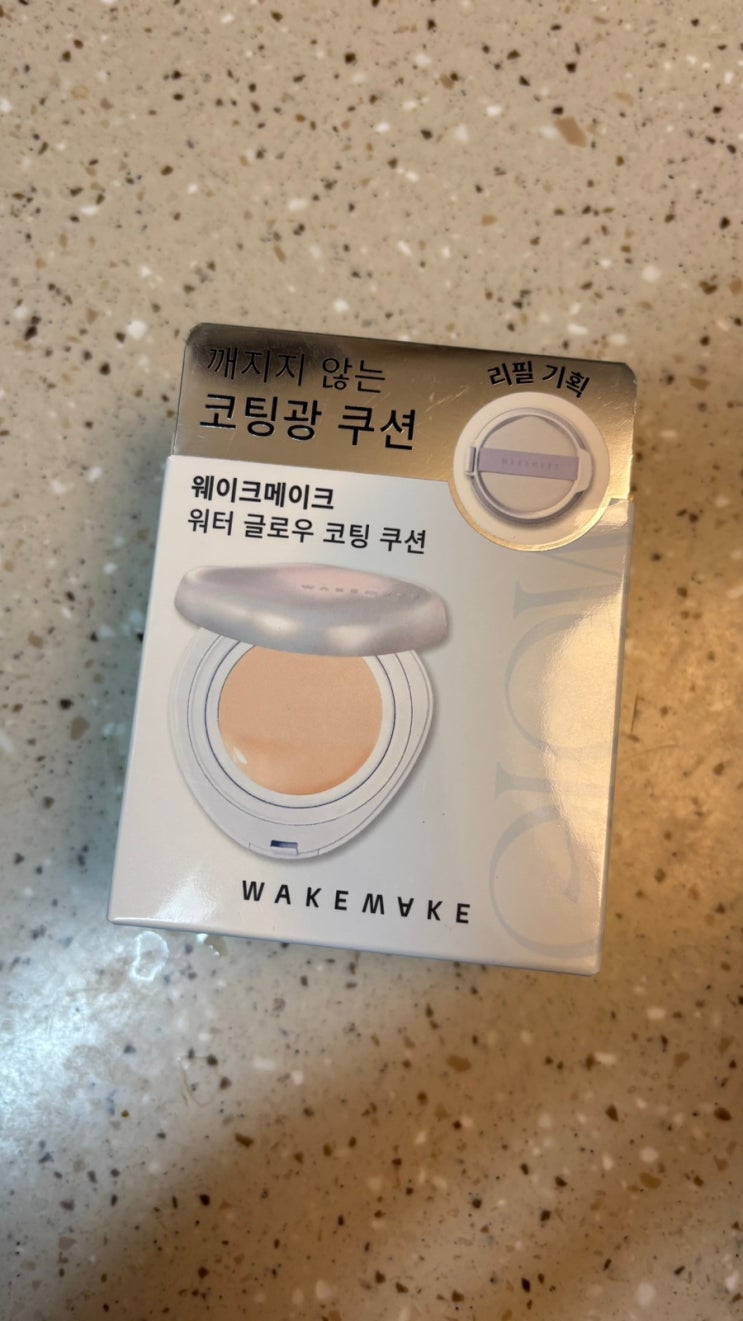 깨지지 않는
코팅광 쿠션
리필 기획
WAKEMAKE
웨이크메이크
워터 글로우 코팅 쿠션
WAKEMAKE